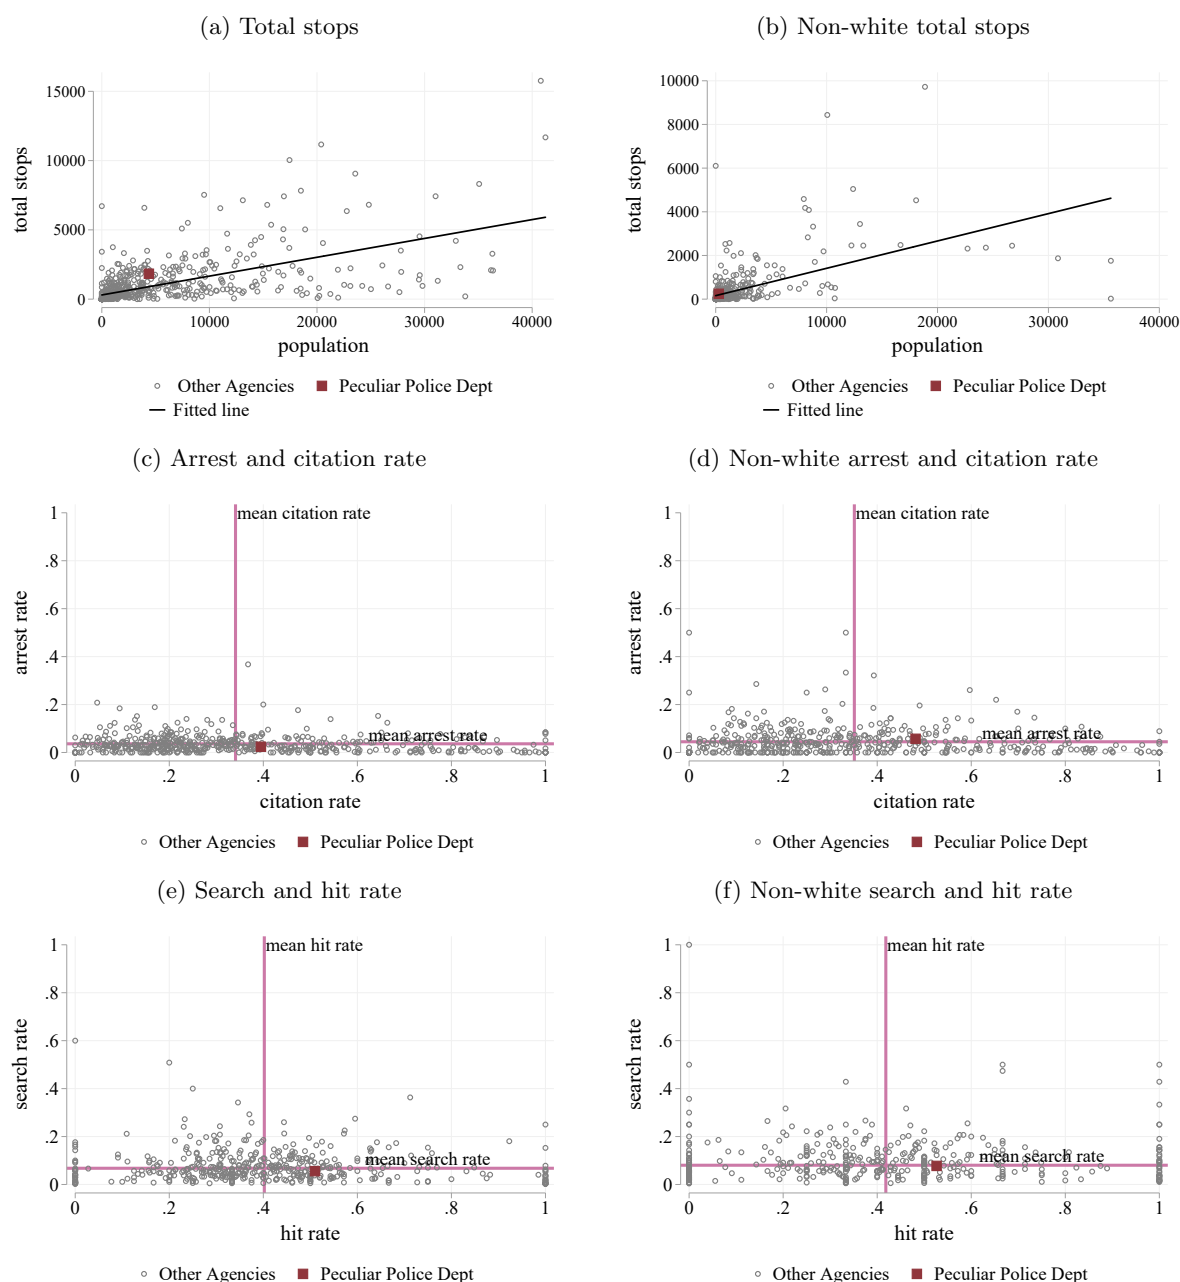 (a) Total stops
(b) Non-white total stops
total stops
15000
10000
5000
0
0 10000 20000 30000 40000
population
Other Agencies Peculiar Police Dept
Fitted line
total stops
10000
8000
6000
4000
2000
0
0 10000 20000 30000 40000
population
Other Agencies Peculiar Police Dept
Fitted line
(c) Arrest and citation rate
(d) Non-white arrest and citation rate
mean citation rate
arrest rate
1
.8
.6
.4
.2
0
mean arrest rate
0 .2 .4 .6 .8 1
citation rate
Other Agencies Peculiar Police Dept
mean citation rate
arrest rate
1
.8
.6
.4
.2
0
mean arrest rate
0 .2 .4 .6 .8 1
citation rate
Other Agencies Peculiar Police Dept
(e) Search and hit rate
(f) Non-white search and hit rate
mean hit rate
search rate
1
.8
.6
.4
.2
0
mean search rate
0 .2 .4 .6 .8 1
hit rate
Other Agencies Peculiar Police Dept
mean hit rate
search rate
1
.8
.6
.4
.2
0
mean search rate
0 .2 .4 .6 .8 1
hit rate
Other Agencies Peculiar Police Dept